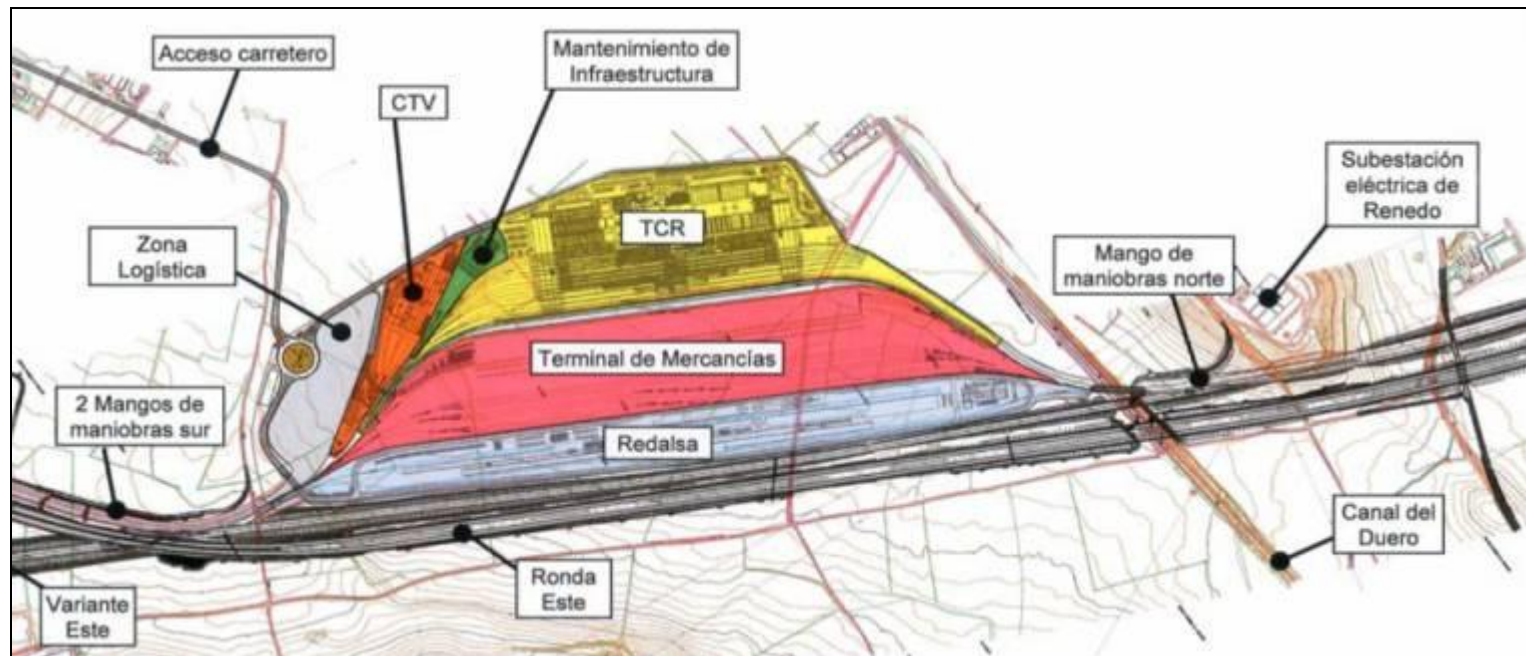 Acceso carretero
Mantenimiento de
Infraestructura
CTV
Subestación
eléctrica de
Renedo
TCR
Zona
Logística
Mango de
maniobras norte
Terminal de Mercancías
2 Mangos de
maniobras sur
Redalsa
Canal del
Duero
Ronda
Este
Variante
Este